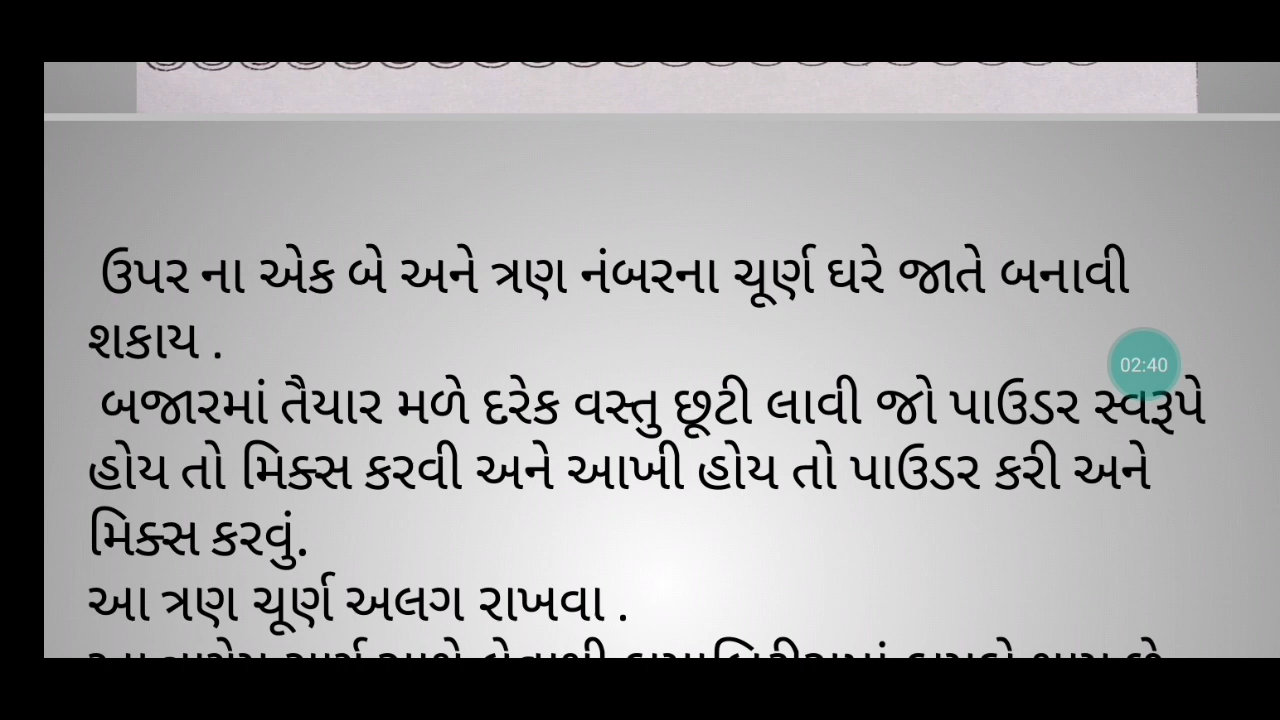 ઉપર ના એક બે અને ત્રણ નંબરના ચૂર્ણ ઘરે જાતે બનાવી
શકાય .
02:40
બજારમાં તૈયાર મળે દરેક વસ્તુ છૂટી લાવી જો પાઉડર સ્વરૂપે
હોય તો મિક્સ કરવી અને આખી હોય તો પાઉડર કરી અને
મિક્સ કરવું.
આ ત્રણ ચૂર્ણ અલગ રાખવા .